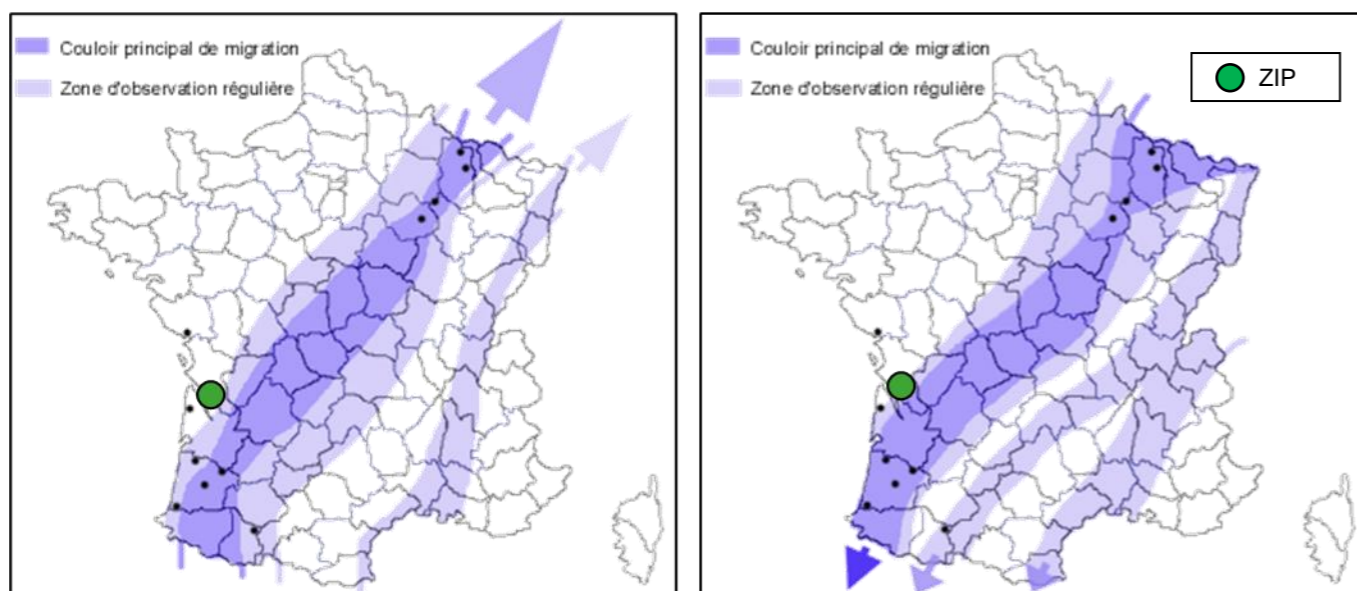 Couloir principal de migration
Zone d'observation régulière
Couloir principal de migration
Zone d'observation régulière
ZIP